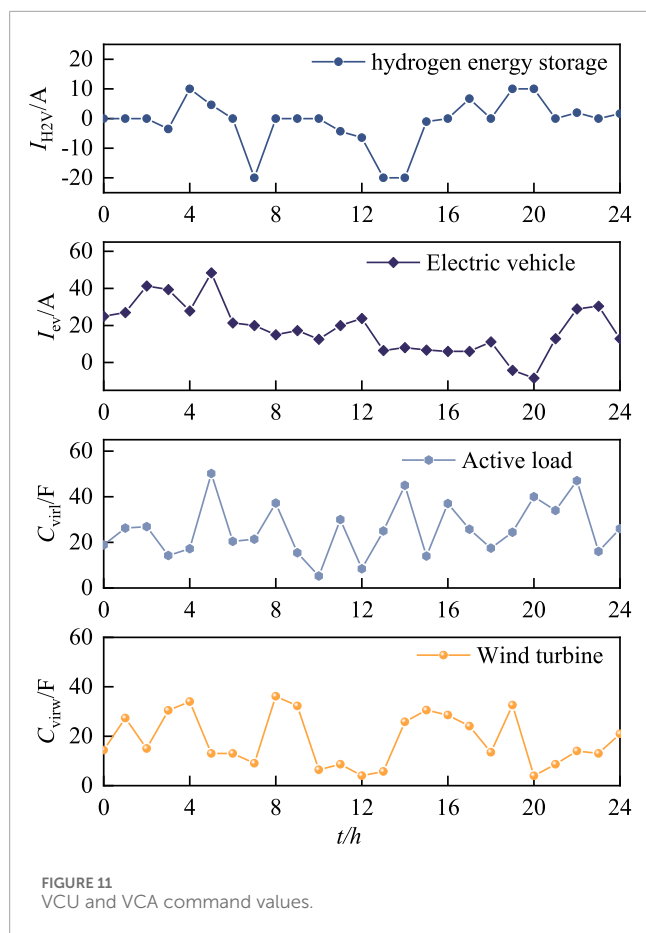 hydrogen energy storage
I_H2V/A
10
0
-10
-20
0 4 8 12 16 20 24
Electric vehicle
I_ev/A
60
40
20
0
0 4 8 12 16 20 24
Active load
C_virl/F
60
40
20
0
0 4 8 12 16 20 24
Wind turbine
C_virw/F
60
40
20
0
0 4 8 12 16 20 24
t/h
FIGURE 11
VCU and VCA command values.